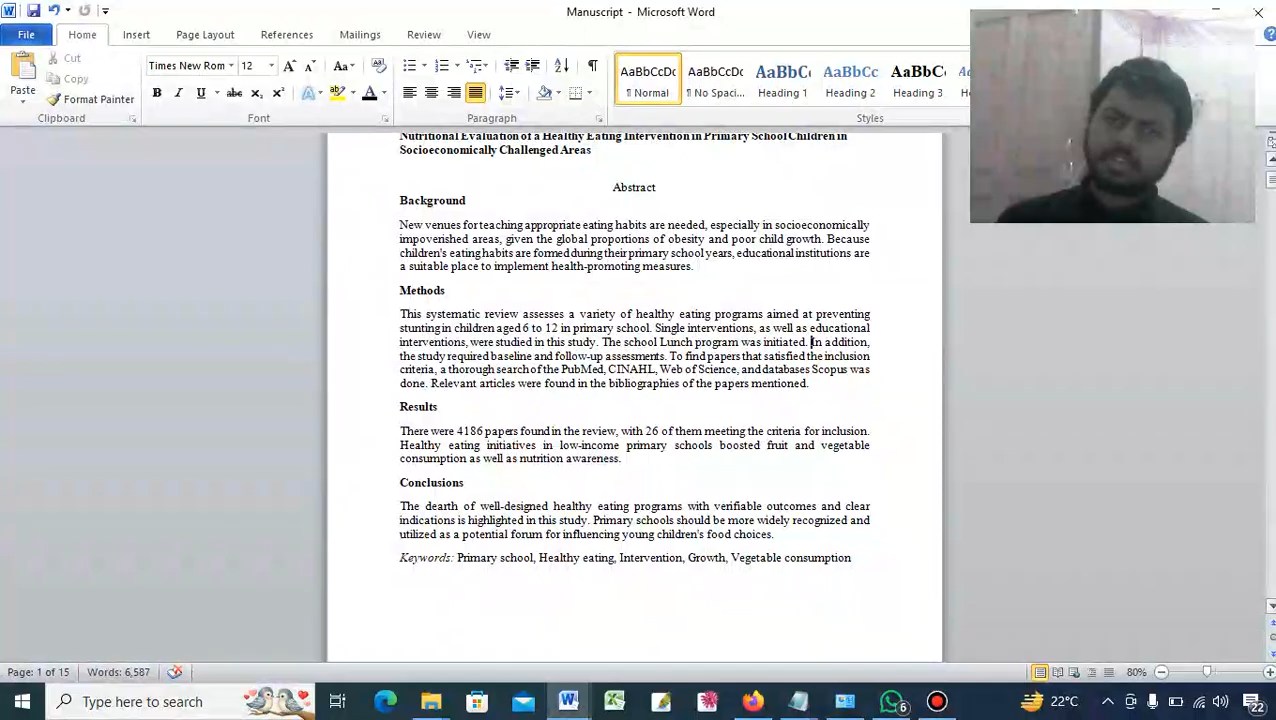 Manuscript - Microsoft Word
File Home Insert Page Layout References Mailings Review View
Cut
Copy
Format Painter
Paste
Clipboard
Times New Rom 12
Font
Paragraph
AaBbCcDc AaBbCcDc AaBbC AaBbCc AaBbC
¶ Normal ¶ No Spaci... Heading 1 Heading 2 Heading 3
Styles
Nutritional Evaluation of a Healthy Eating Intervention in Primary School Children in
Socioeconomically Challenged Areas
Abstract
Background
New venues for teaching appropriate eating habits are needed, especially in socioeconomically
impoverished areas, given the global proportions of obesity and poor child growth. Because
children's eating habits are formed during their primary school years, educational institutions are
a suitable place to implement health-promoting measures.
Methods
This systematic review assesses a variety of healthy eating programs aimed at preventing
stunting in children aged 6 to 12 in primary school. Single interventions, as well as educational
interventions, were studied in this study. The school Lunch program was initiated. In addition,
the study required baseline and follow-up assessments. To find papers that satisfied the inclusion
criteria, a thorough search of the PubMed, CINAHL, Web of Science, and databases Scopus was
done. Relevant articles were found in the bibliographies of the papers mentioned.
Results
There were 4186 papers found in the review, with 26 of them meeting the criteria for inclusion.
Healthy eating initiatives in low-income primary schools boosted fruit and vegetable
consumption as well as nutrition awareness.
Conclusions
The dearth of well-designed healthy eating programs with verifiable outcomes and clear
indications is highlighted in this study. Primary schools should be more widely recognized and
utilized as a potential forum for influencing young children's food choices.
Keywords: Primary school, Healthy eating, Intervention, Growth, Vegetable consumption
Page: 1 of 15 Words: 6,587 80%
Type here to search 6 22°C 22